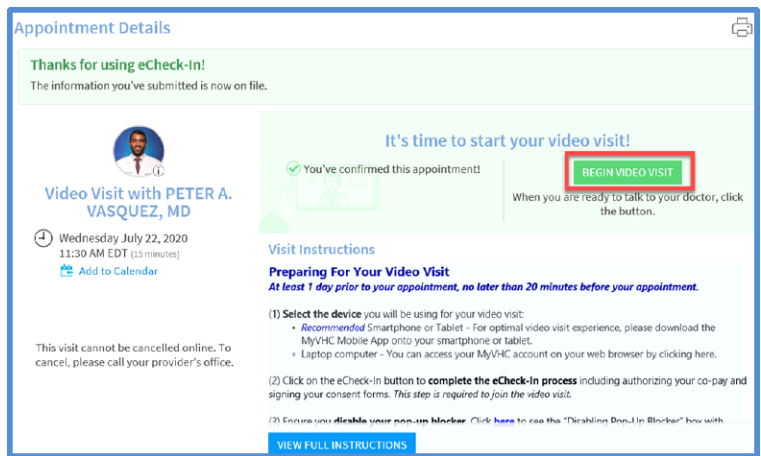 Appointment Details
Thanks for using eCheck-In!
The information you've submitted is now on file.
Video Visit with PETER A.
VASQUEZ, MD
Wednesday July 22, 2020
11:30 AM EDT (15 minutes)
Add to Calendar
This visit cannot be cancelled online. To
cancel, please call your provider's office.
It's time to start your video visit!
You've confirmed this appointment!
BEGIN VIDEO VISIT
When you are ready to talk to your doctor, click
the button.
Visit Instructions
Preparing For Your Video Visit
At least 1 day prior to your appointment, no later than 20 minutes before your appointment.
(1) Select the device you will be using for your video visit:
• Recommended Smartphone or Tablet - For optimal video visit experience, please download the
MyVHC Mobile App onto your smartphone or tablet.
• Laptop computer - You can access your MyVHC account on your web browser by clicking here.
(2) Click on the eCheck-In button to complete the eCheck-In process including authorizing your co-pay and
signing your consent forms. This step is required to join the video visit.
(3) Ensure you disable your pop-up blocker. Click here to see the "Disabling Pop-Up Blocker" box with
VIEW FULL INSTRUCTIONS